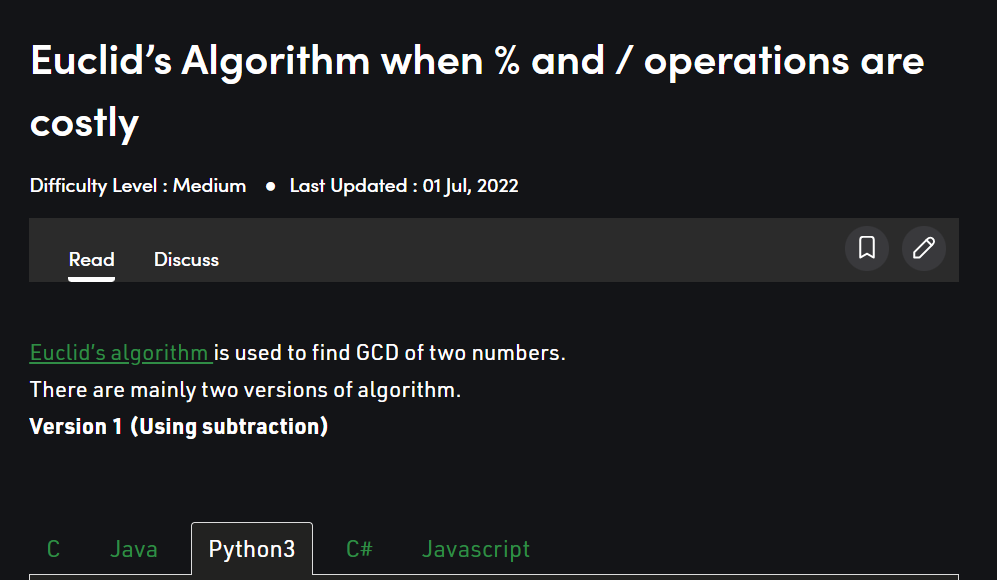 Euclid’s Algorithm when % and / operations are
costly
Difficulty Level : Medium ● Last Updated : 01 Jul, 2022
Read Discuss
Euclid’s algorithm is used to find GCD of two numbers.
There are mainly two versions of algorithm.
Version 1 (Using subtraction)
C Java Python3 C# Javascript